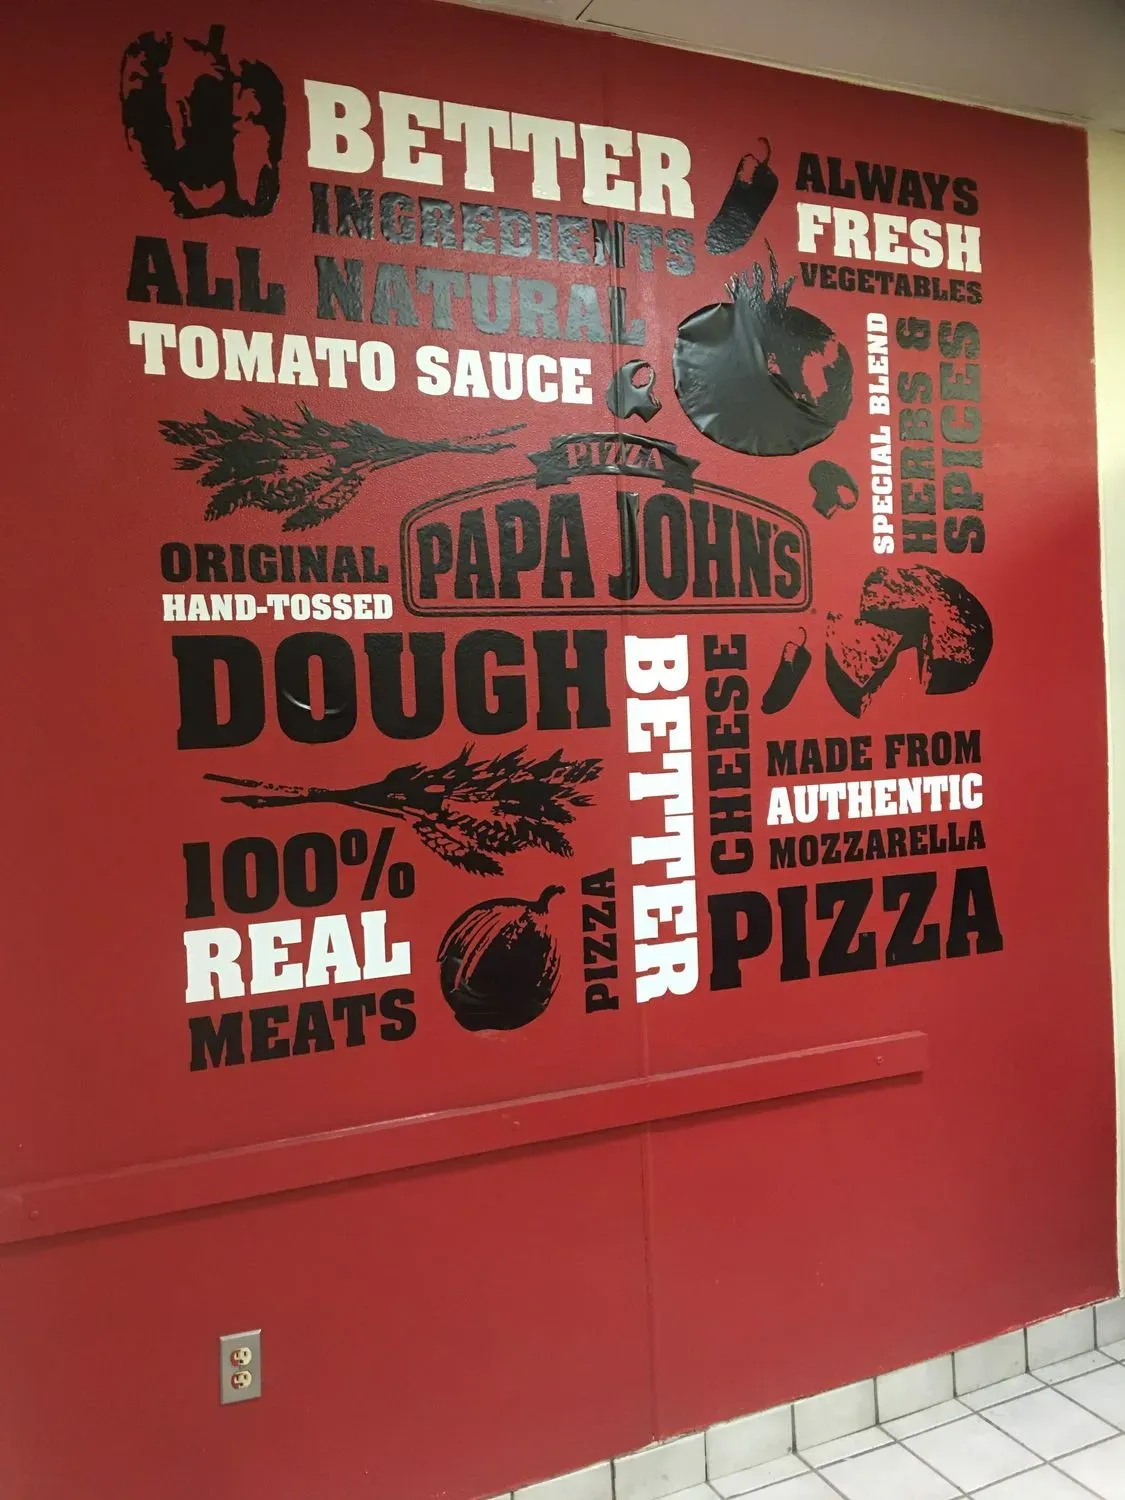 BETTER
INGREDIENTS
ALL NATURAL
TOMATO SAUCE
ALWAYS
FRESH
VEGETABLES
SPECIAL BLEND
HERBS &
SPICES
PIZZA
PAPA JOHN'S
ORIGINAL
HAND-TOSSED
DOUGH
BETTER
CHEESE
MADE FROM
AUTHENTIC
MOZZARELLA
PIZZA
100%
REAL
MEATS
PIZZA